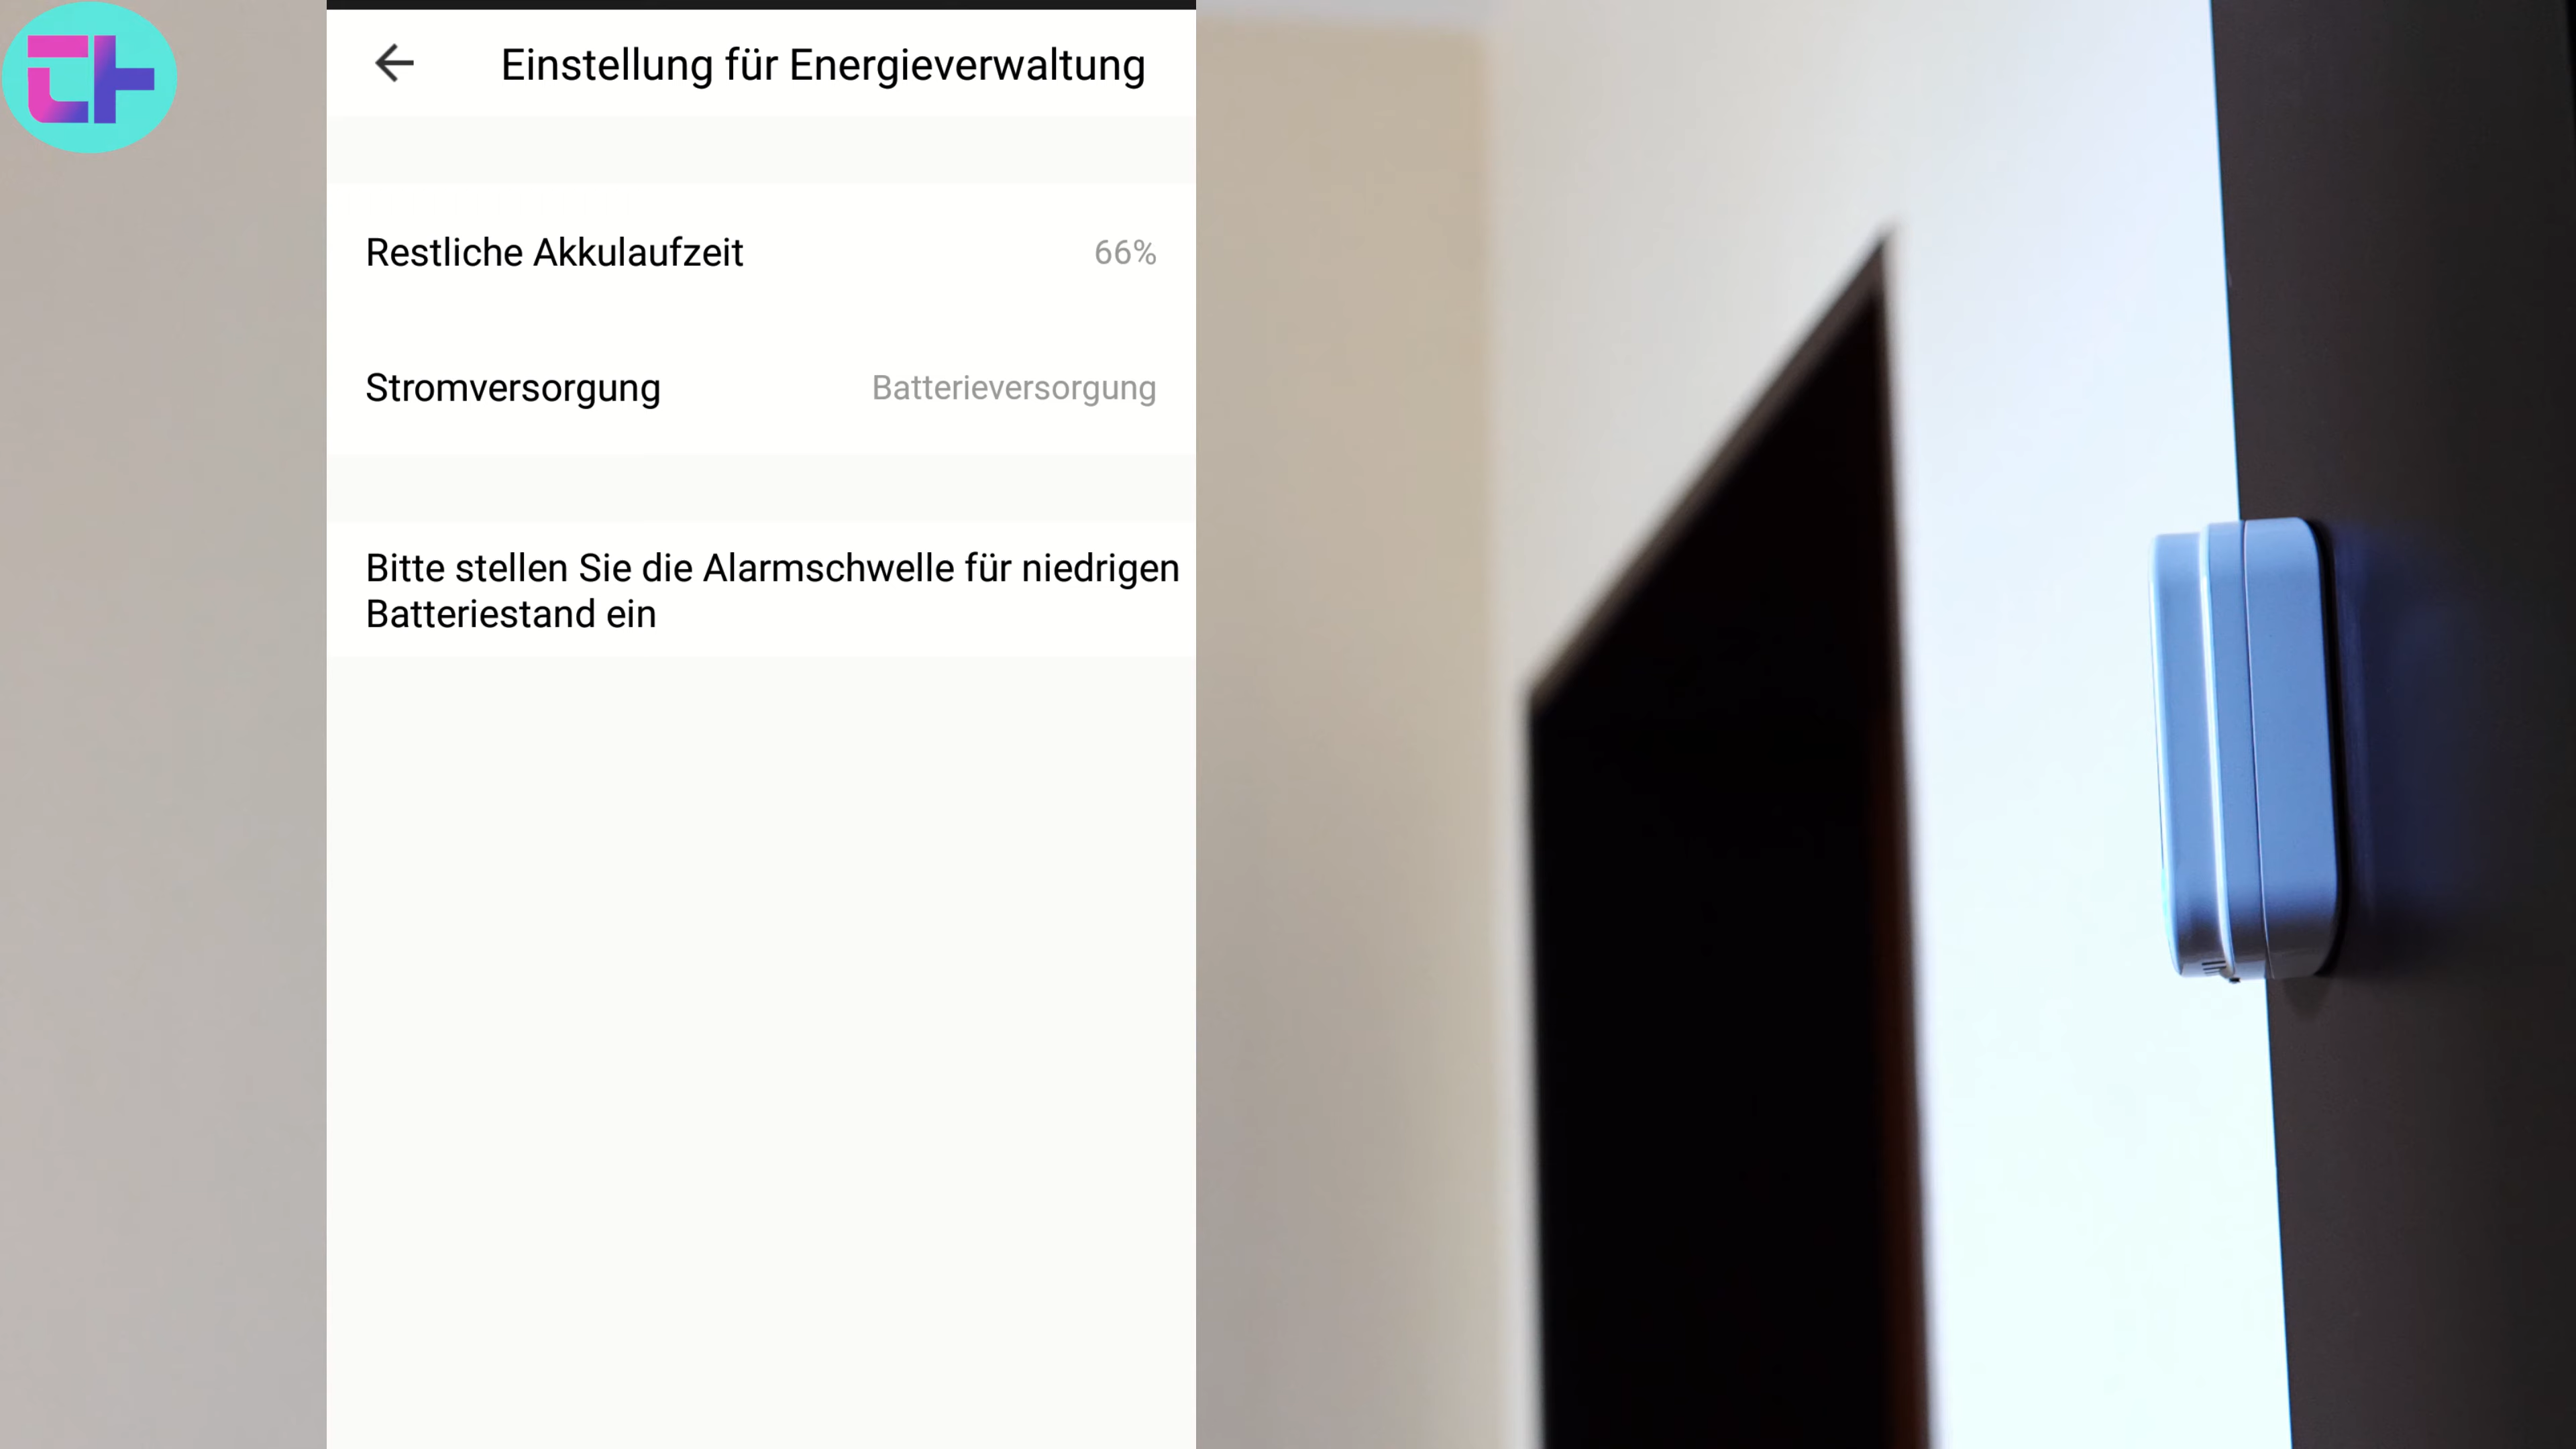 Einstellung für Energieverwaltung
Restliche Akkulaufzeit 66%
Stromversorgung Batterieversorgung
Bitte stellen Sie die Alarmschwelle für niedrigen
Batteriestand ein